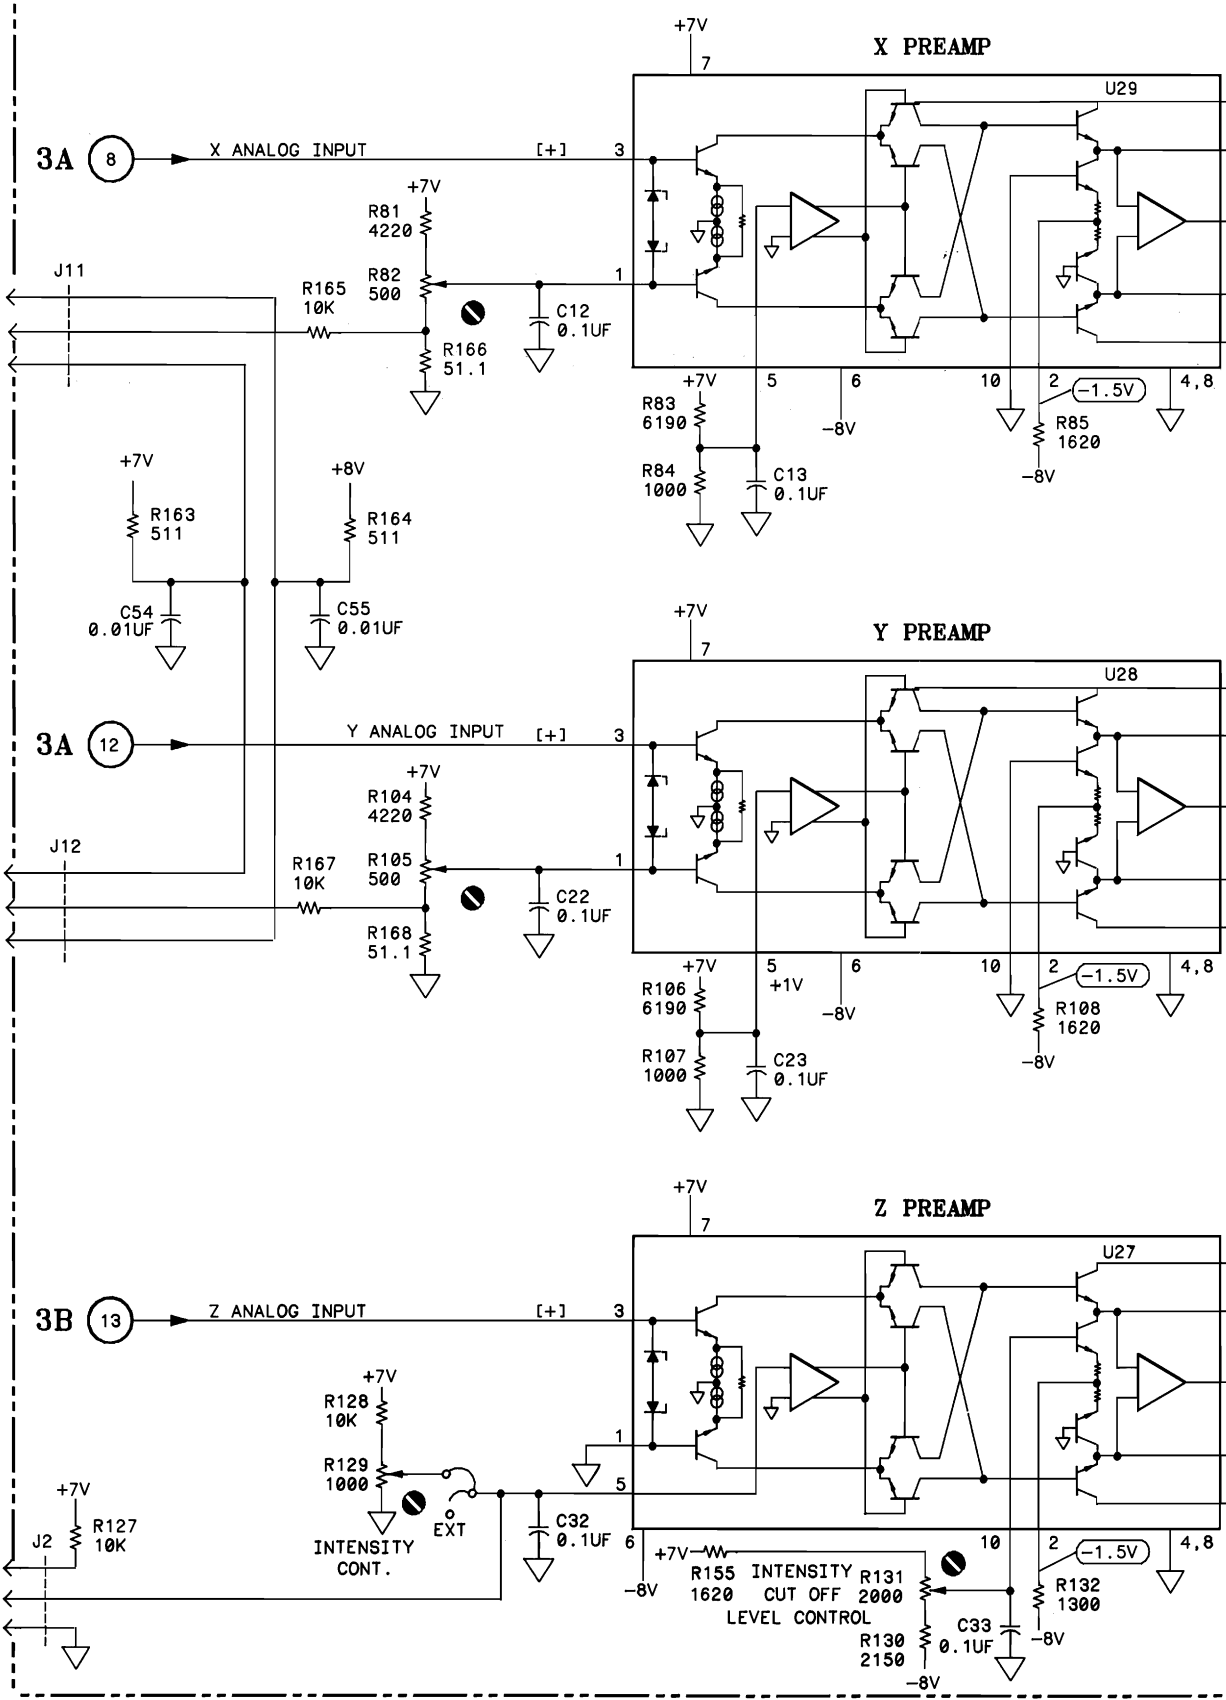 +7V
7
X PREAMP
U29
3A 8
X ANALOG INPUT [+] 3
+7V
R81
4220
J11
R165
10K
R82
500
1
C12
0.1UF
R166
51.1
+7V
5
6
10
2
-1.5V
4,8
R83
6190
-8V
R85
1620
+7V
+8V
R84
1000
C13
0.1UF
-8V
R163
511
R164
511
C54
0.01UF
C55
0.01UF
+7V
7
Y PREAMP
U28
3A 12
Y ANALOG INPUT [+] 3
+7V
R104
4220
J12
R167
10K
R105
500
1
C22
0.1UF
R168
51.1
+7V
5
+1V
6
10
2
-1.5V
4,8
R106
6190
-8V
R108
1620
R107
1000
C23
0.1UF
-8V
+7V
7
Z PREAMP
U27
3B 13
Z ANALOG INPUT [+] 3
+7V
R128
10K
1
R129
1000
5
+7V
R127
10K
J2
EXT
C32
0.1UF
INTENSITY
CONT.
6
-8V
+7V
R155
1620
INTENSITY
CUT OFF
LEVEL CONTROL
R131
2000
10
2
-1.5V
4,8
R132
1300
R130
2150
C33
0.1UF
-8V
-8V